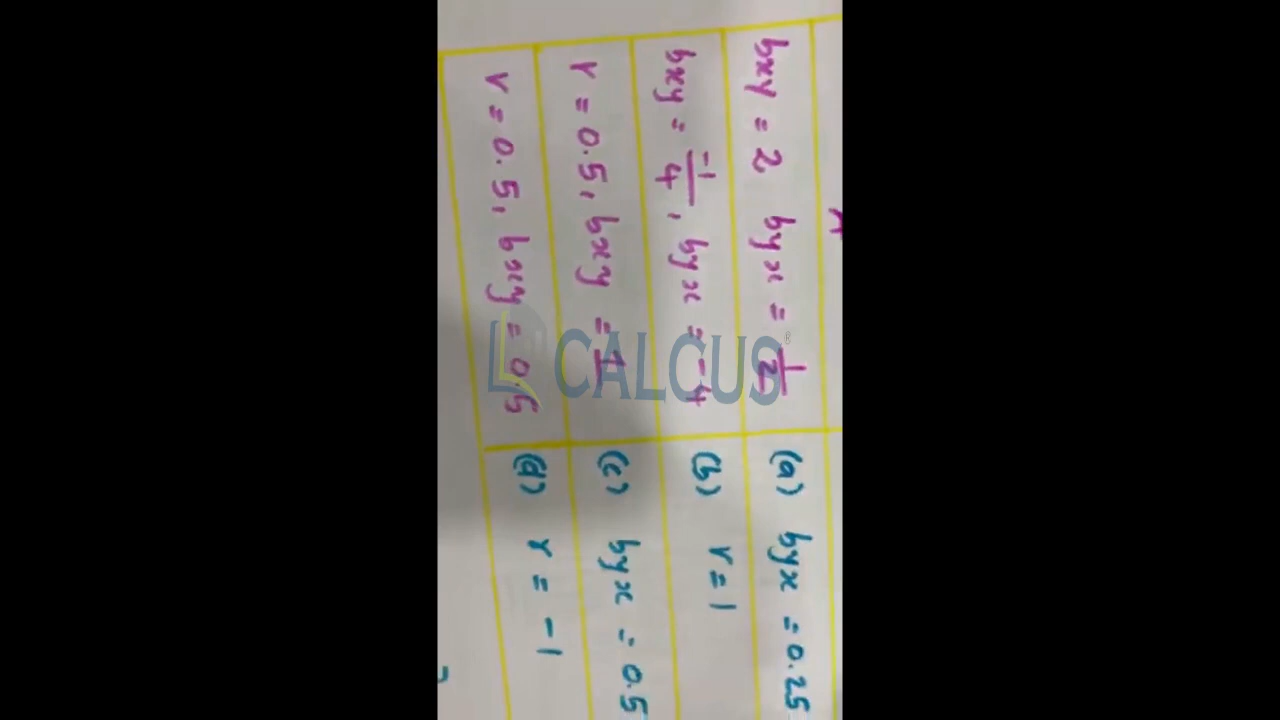 bxy = 2 byx = 1/2 (a) byx = 0.25
bxy = -1/4, byx = -4 (b) r = 1
r = 0.5, bxy = 1 (c) byx = 0.5
r = 0.5, bxy = 0.5 (d) r = -1
CALCUS®